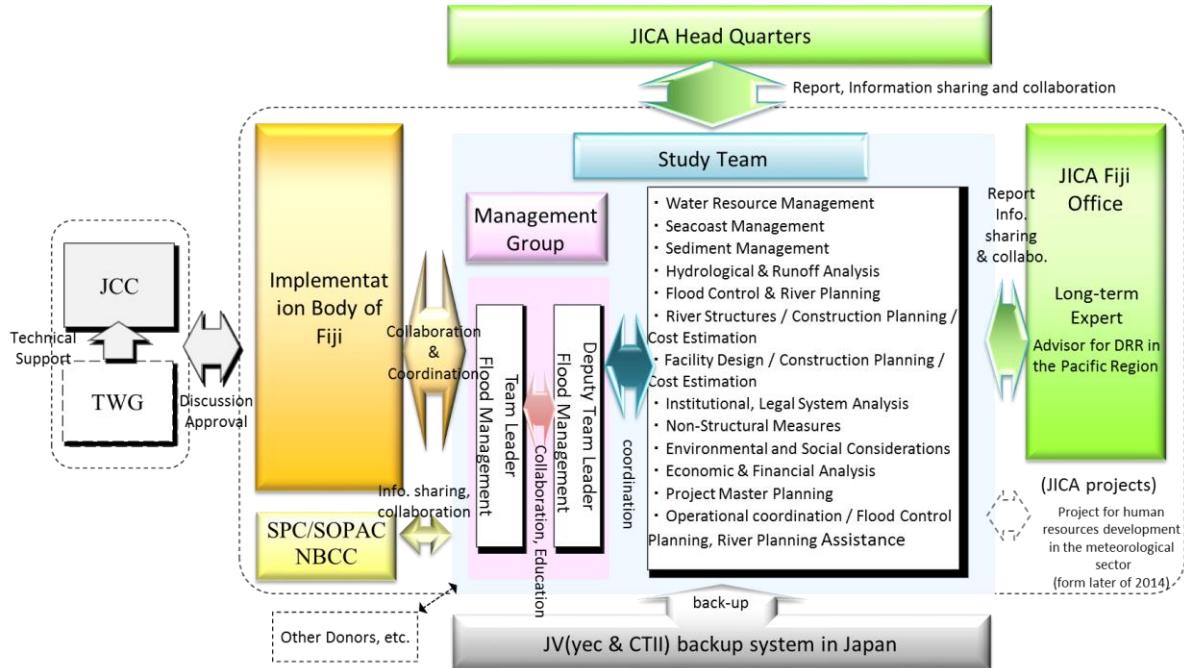 JICA Head Quarters
Report, Information sharing and collaboration
Study Team
Management
Group
Implementat
ion Body of
Fiji
JCC
Technical
Support
TWG
Discussion
Approval
Collaboration
&
Coordination
Team Leader
Flood Management
Deputy Team Leader
Flood Management
Collaboration, Education
coordination
・Water Resource Management
・Seacoast Management
・Sediment Management
・Hydrological & Runoff Analysis
・Flood Control & River Planning
・River Structures / Construction Planning /
Cost Estimation
・Facility Design / Construction Planning /
Cost Estimation
・Institutional, Legal System Analysis
・Non-Structural Measures
・Environmental and Social Considerations
・Economic & Financial Analysis
・Project Master Planning
・Operational coordination / Flood Control
Planning, River Planning Assistance
Report
Info.
sharing
& collabo.
JICA Fiji
Office
Long-term
Expert
Advisor for DRR in
the Pacific Region
(JICA projects)
Project for human
resources development
in the meteorological
sector
(form later of 2014)
Info. sharing,
collaboration
SPC/SOPAC
NBCC
Other Donors, etc.
back-up
JV(yec & CTII) backup system in Japan